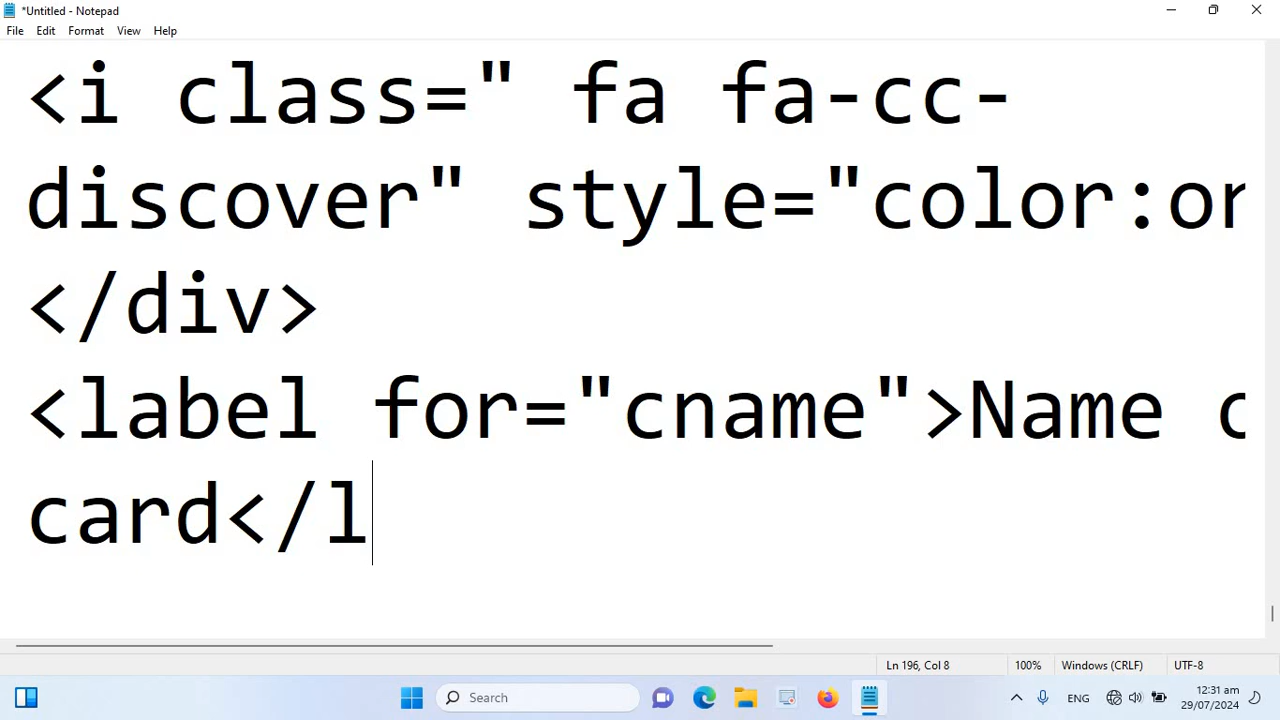 *Untitled - Notepad
File Edit Format View Help
<i class=" fa fa-cc-
discover" style="color:or
</div>
<label for="cname">Name
card</l
Ln 196, Col 8 100% Windows (CRLF) UTF-8
Search ENG 12:31 am
29/07/2024